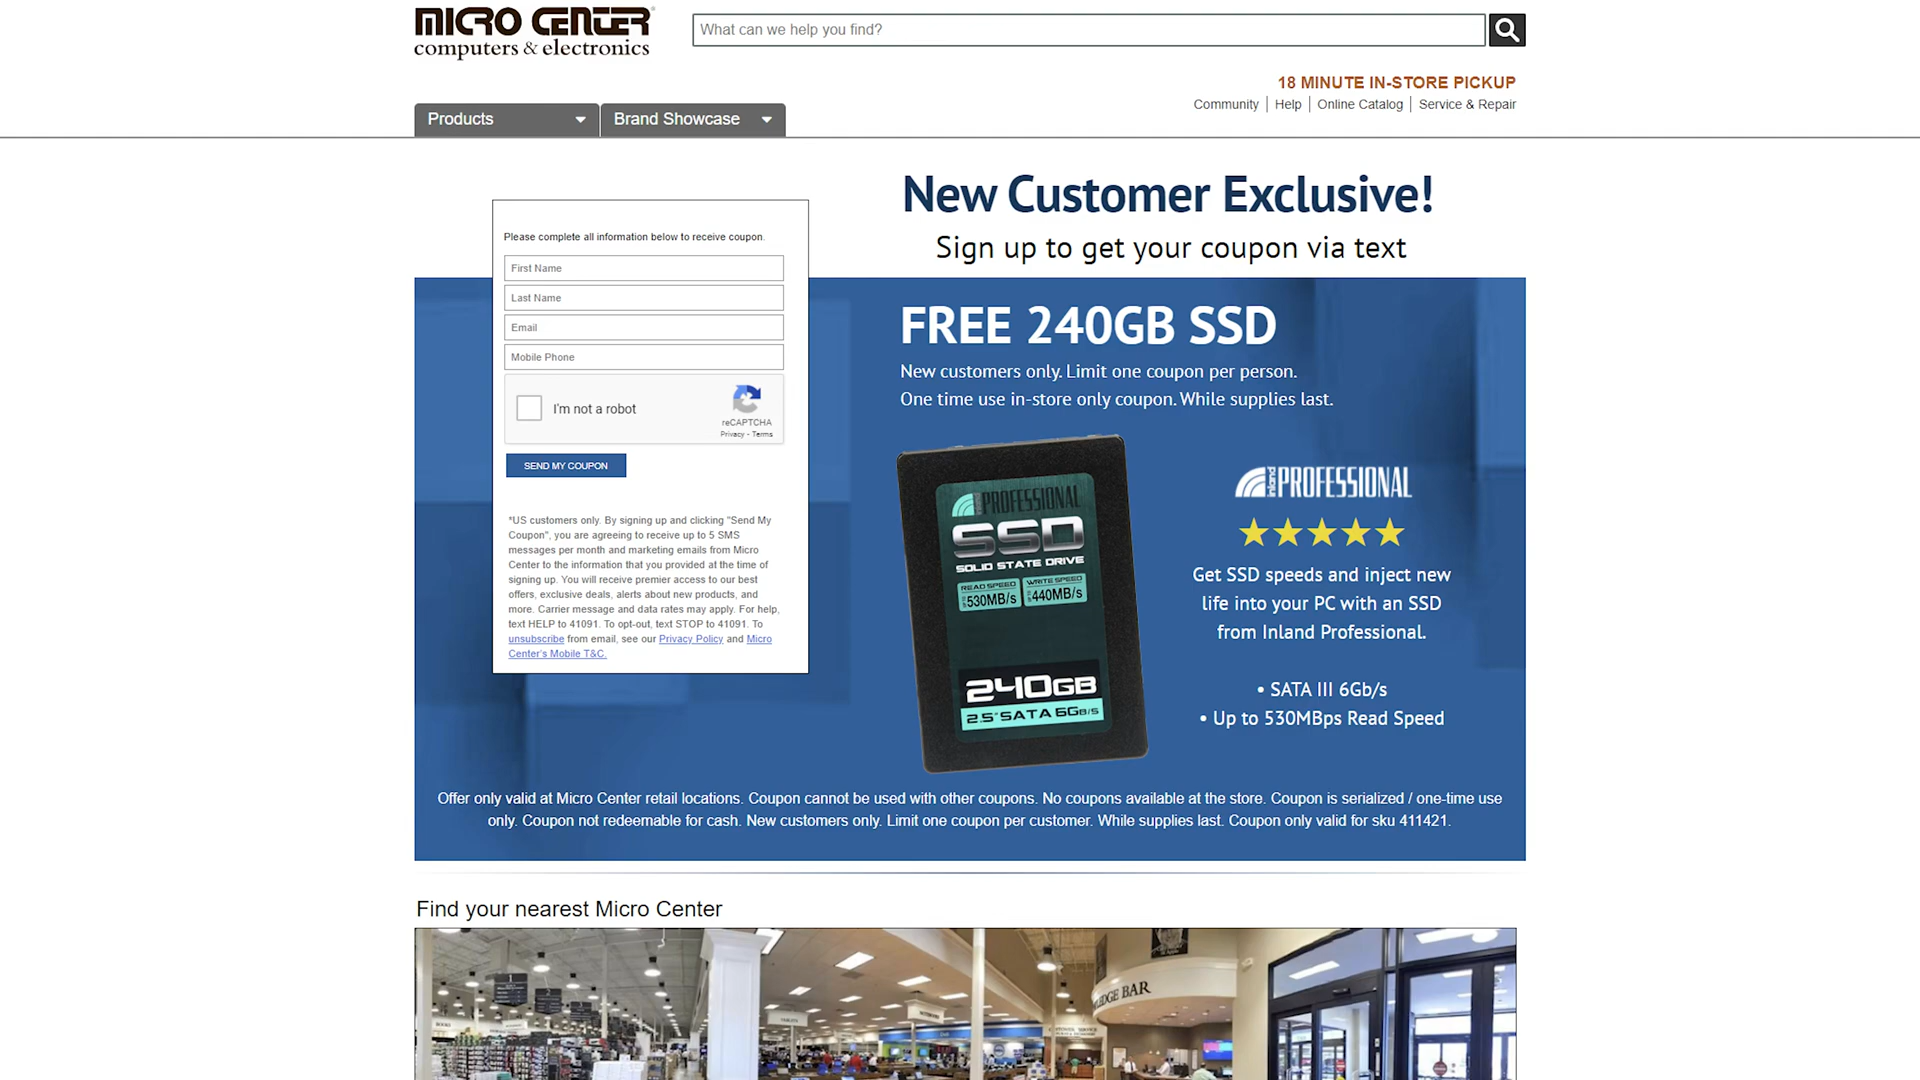 MICRO CENTER
computers & electronics
What can we help you find?
18 MINUTE IN-STORE PICKUP
Community
Help
Online Catalog
Service & Repair
Products
Brand Showcase
New Customer Exclusive!
Sign up to get your coupon via text
Please complete all information below to receive coupon.
First Name
Last Name
Email
Mobile Phone
I'm not a robot
reCAPTCHA
Privacy - Terms
SEND MY COUPON
*US customers only. By signing up and clicking "Send My
Coupon", you are agreeing to receive up to 5 SMS
messages per month and marketing emails from Micro
Center to the information that you provided at the time of
signing up. You will receive premier access to our best
offers, exclusive deals, alerts about new products, and
more. Carrier message and data rates may apply. For help,
text HELP to 41091. To opt-out, text STOP to 41091. To
unsubscribe from email, see our Privacy Policy and Micro
Center's Mobile T&C.
FREE 240GB SSD
New customers only. Limit one coupon per person.
One time use in-store only coupon. While supplies last.
PROFESSIONAL
SSD
SOLID STATE DRIVE
READ SPEED
530MB/s
WRITE SPEED
440MB/s
240GB
2.5" SATA 6GB/S
inland PROFESSIONAL
Get SSD speeds and inject new
life into your PC with an SSD
from Inland Professional.
• SATA III 6Gb/s
• Up to 530MBps Read Speed
Offer only valid at Micro Center retail locations. Coupon cannot be used with other coupons. No coupons available at the store. Coupon is serialized / one-time use
only. Coupon not redeemable for cash. New customers only. Limit one coupon per customer. While supplies last. Coupon only valid for sku 411421.
Find your nearest Micro Center